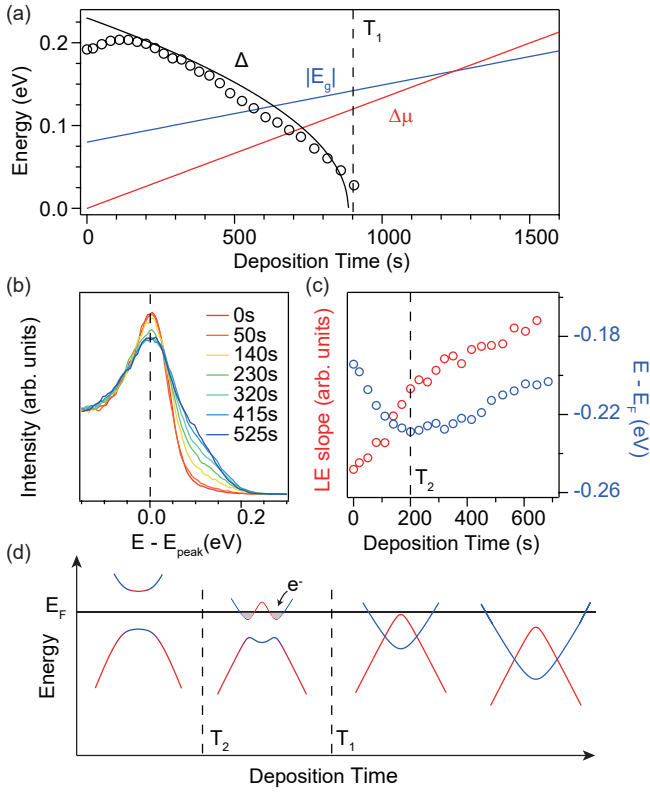 (a)
T1
0.2
Δ
|Eg|
0.1
Δμ
0.0
Energy (eV)
0
500
1000
1500
Deposition Time (s)
(b)
0s
50s
140s
230s
320s
415s
525s
Intensity (arb. units)
0.0
0.2
E - Epeak(eV)
(c)
-0.18
-0.22
-0.26
LE slope (arb. units)
E - EF (eV)
T2
0
200
400
600
Deposition Time (s)
(d)
e-
EF
Energy
T2
T1
Deposition Time